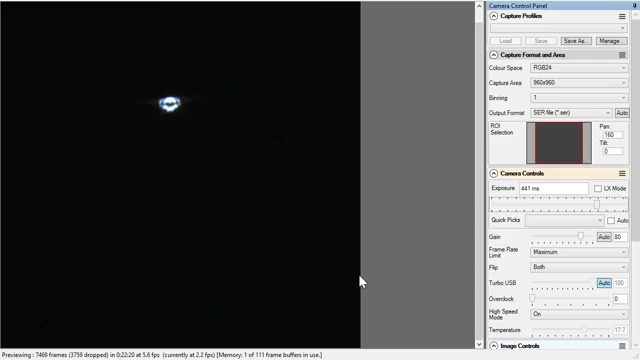 Camera Control Panel
Capture Profiles
Load Save Save As... Manage...
Capture Format and Area
Colour Space RGB24
Capture Area 960x960
Binning 1
Output Format SER file (*.ser) Auto
ROI Selection
Pan: 160
Tilt: 0
Camera Controls
Exposure 441 ms LX Mode
Quick Picks Auto
Gain Auto 80
Frame Rate Limit Maximum
Flip Both
Turbo USB Auto 100
Overclock 0
High Speed Mode On
Temperature 17.7
Image Controls
Previewing : 7469 frames (3759 dropped) in 0:22:20 at 5.6 fps (currently at 2.2 fps) [Memory: 1 of 111 frame buffers in use.]